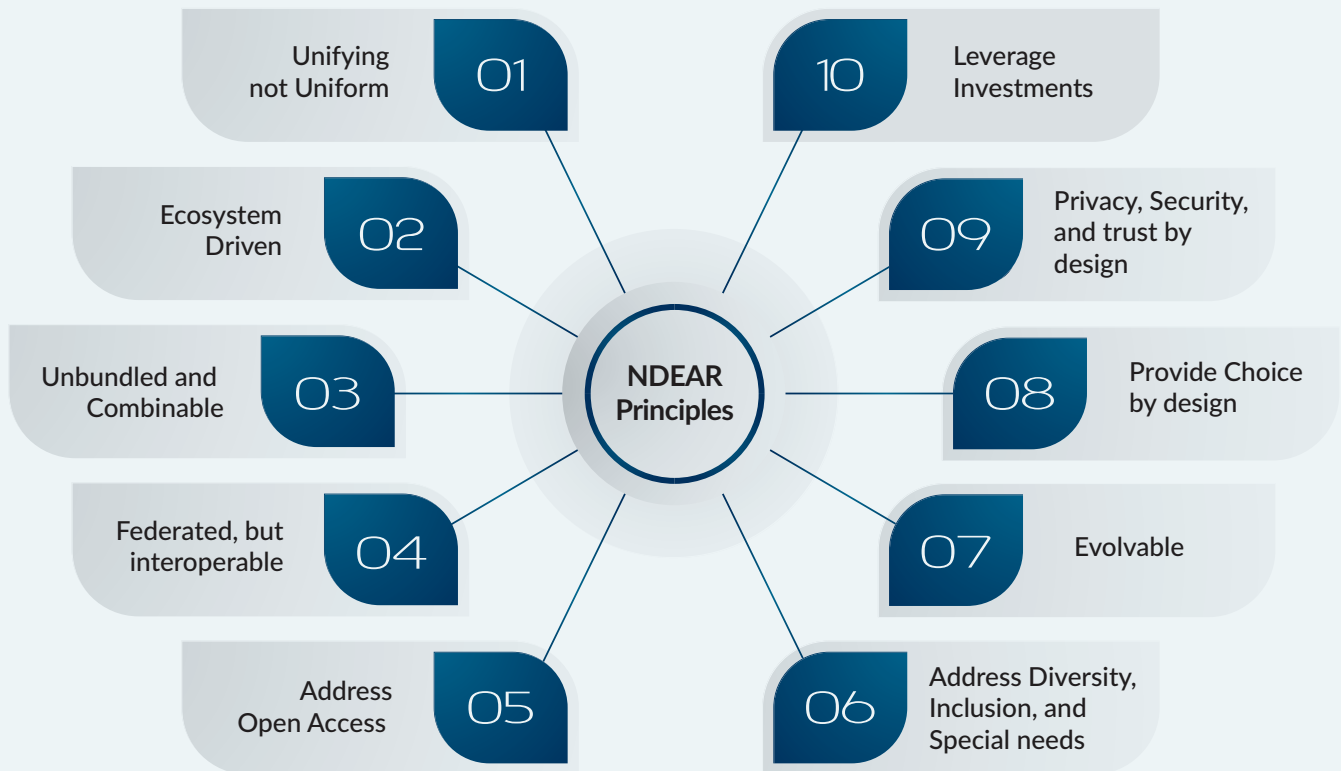 01
Unifying
not Uniform
02
Ecosystem
Driven
03
Unbundled and
Combinable
04
Federated, but
interoperable
05
Address
Open Access
NDEAR
Principles
06
Address Diversity,
Inclusion, and
Special needs
07
Evolvable
08
Provide Choice
by design
09
Privacy, Security,
and trust by
design
10
Leverage
Investments